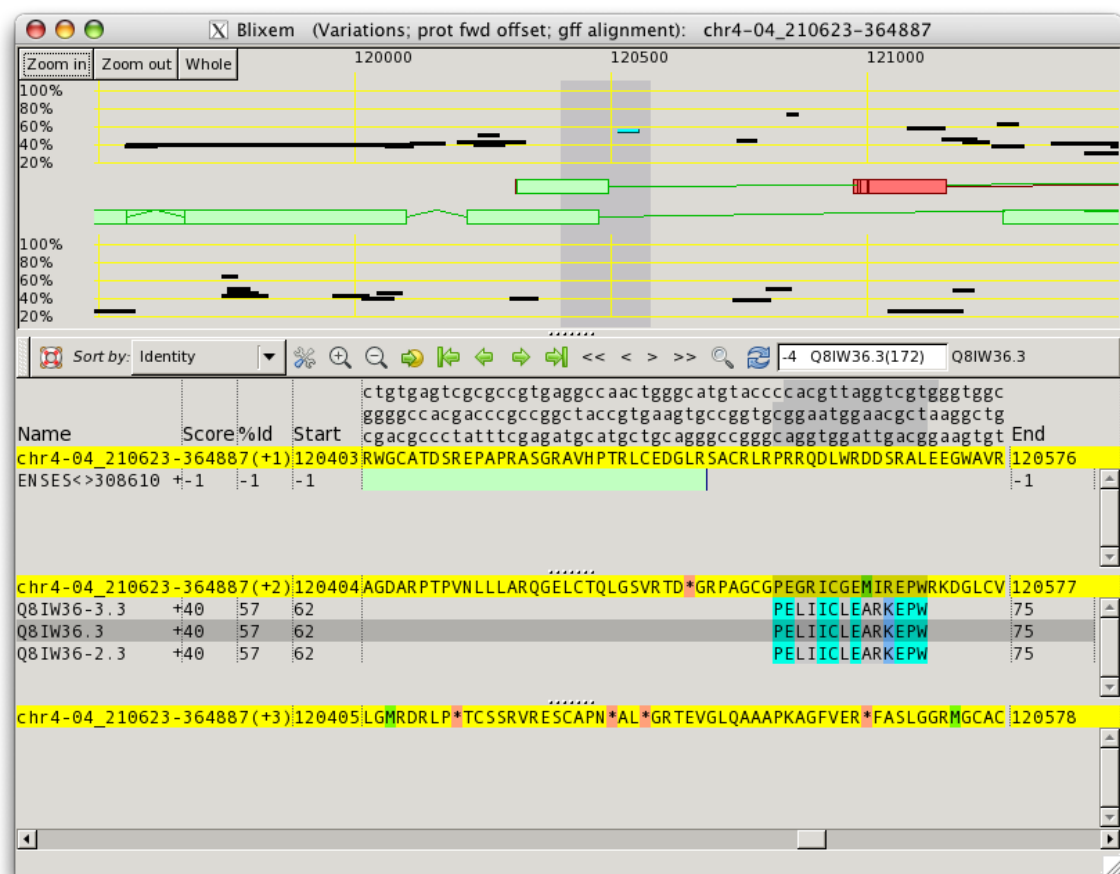 Blixem (Variations; prot fwd offset; gff alignment): chr4-04_210623-364887
Zoom in Zoom out Whole
120000 120500 121000
100%
80%
60%
40%
20%
100%
80%
60%
40%
20%
Sort by: Identity << < > >> -4 Q8IW36.3(172) Q8IW36.3
ctgtgagtcgcgccgtgaggccaactgggcatgtaccccacgttaggtcgtgggtggc
ggggccacgacccgccggctaccgtgaagtgccggtgcggaatggaacgctaaggctg
Name Score %Id Start cgacgccctatttcgagatgcatgctgcagggccgggcaggtggattgacggaagtgt End
chr4-04_210623-364887(+1) 120403 RWGCATDSREPAPRASGRAVHPTRLCEDGLRSACRLRPRRQDLWRDDSRALEEGWAVR 120576
ENSES<>308610 +-1 -1 -1 -1
chr4-04_210623-364887(+2) 120404 AGDARPTPVNLLLARQGELCTQLGSVRTD*GRPAGCGPEGRICGEMIREPWRKDGLCV 120577
Q8IW36-3.3 +40 57 62 PELIICLEARKEPW 75
Q8IW36.3 +40 57 62 PELIICLEARKEPW 75
Q8IW36-2.3 +40 57 62 PELIICLEARKEPW 75
chr4-04_210623-364887(+3) 120405 LGMRDRLP*TCSSRVRESCAPN*AL*GRTEVGLQAAAPKAGFVER*FASLGGRMGCAC 120578